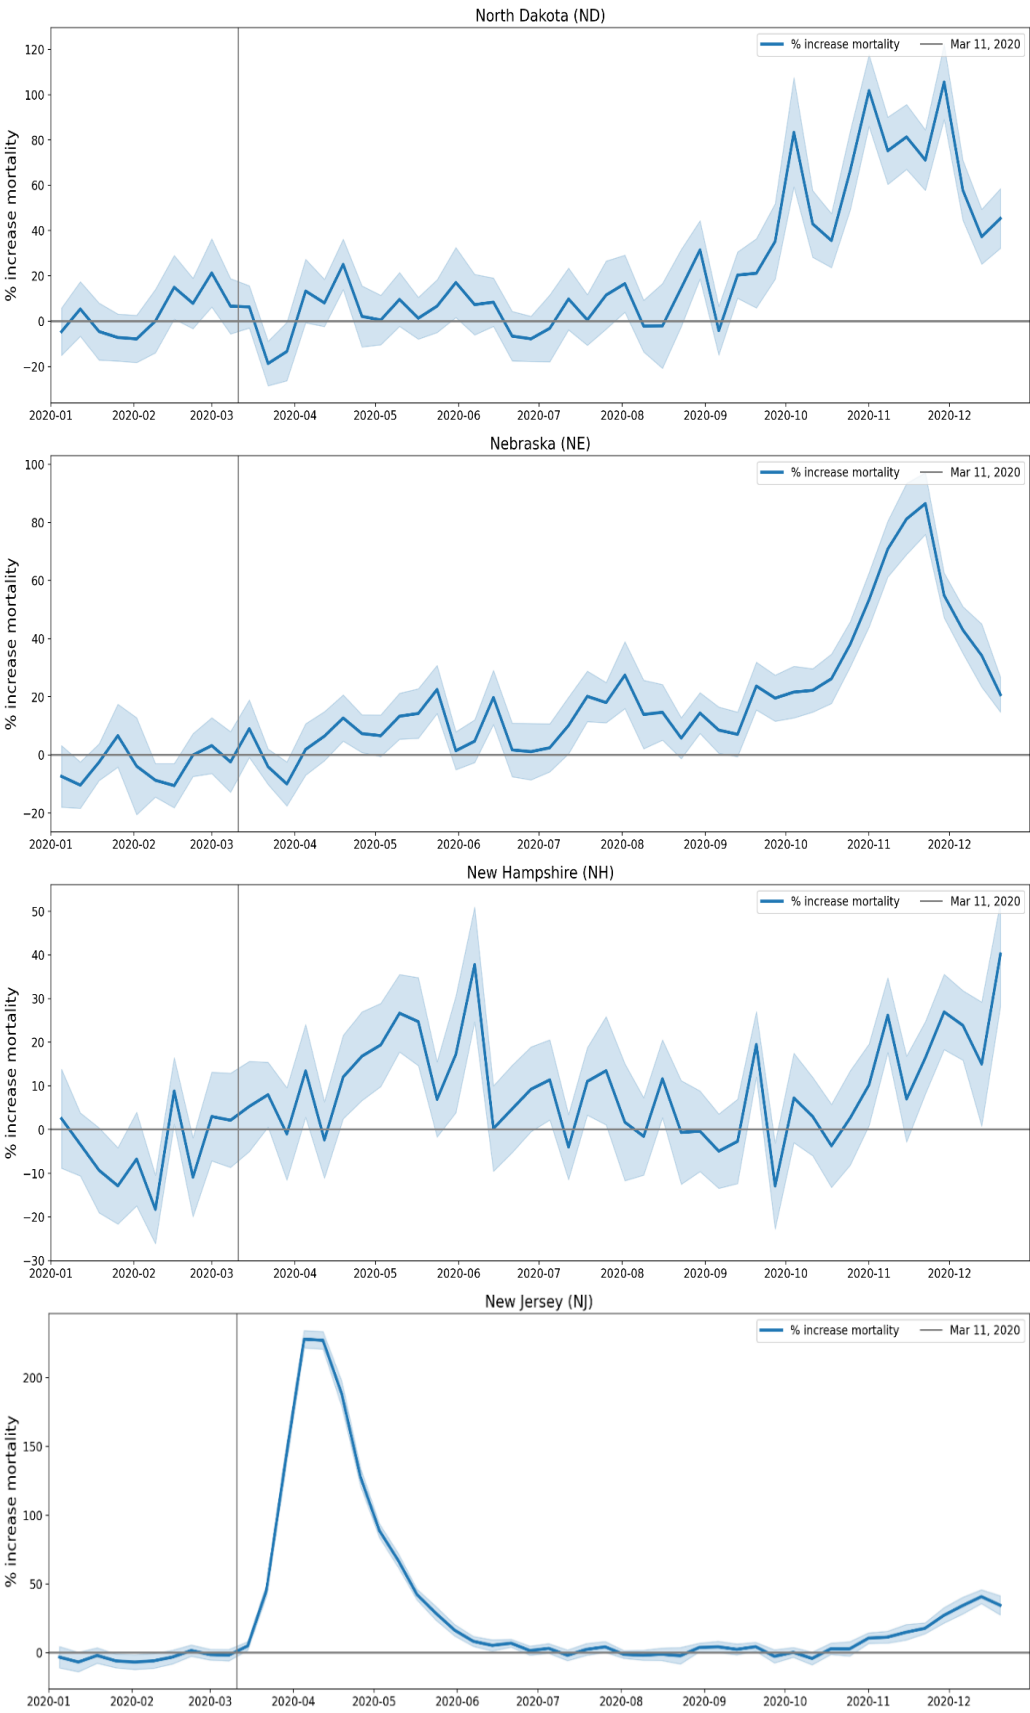 North Dakota (ND)
% increase mortality
Mar 11, 2020
120
100
80
60
40
20
0
−20
% increase mortality
2020-01 2020-02 2020-03 2020-04 2020-05 2020-06 2020-07 2020-08 2020-09 2020-10 2020-11 2020-12
Nebraska (NE)
% increase mortality
Mar 11, 2020
100
80
60
40
20
0
−20
% increase mortality
2020-01 2020-02 2020-03 2020-04 2020-05 2020-06 2020-07 2020-08 2020-09 2020-10 2020-11 2020-12
New Hampshire (NH)
% increase mortality
Mar 11, 2020
50
40
30
20
10
0
−10
−20
−30
% increase mortality
2020-01 2020-02 2020-03 2020-04 2020-05 2020-06 2020-07 2020-08 2020-09 2020-10 2020-11 2020-12
New Jersey (NJ)
% increase mortality
Mar 11, 2020
200
150
100
50
0
% increase mortality
2020-01 2020-02 2020-03 2020-04 2020-05 2020-06 2020-07 2020-08 2020-09 2020-10 2020-11 2020-12